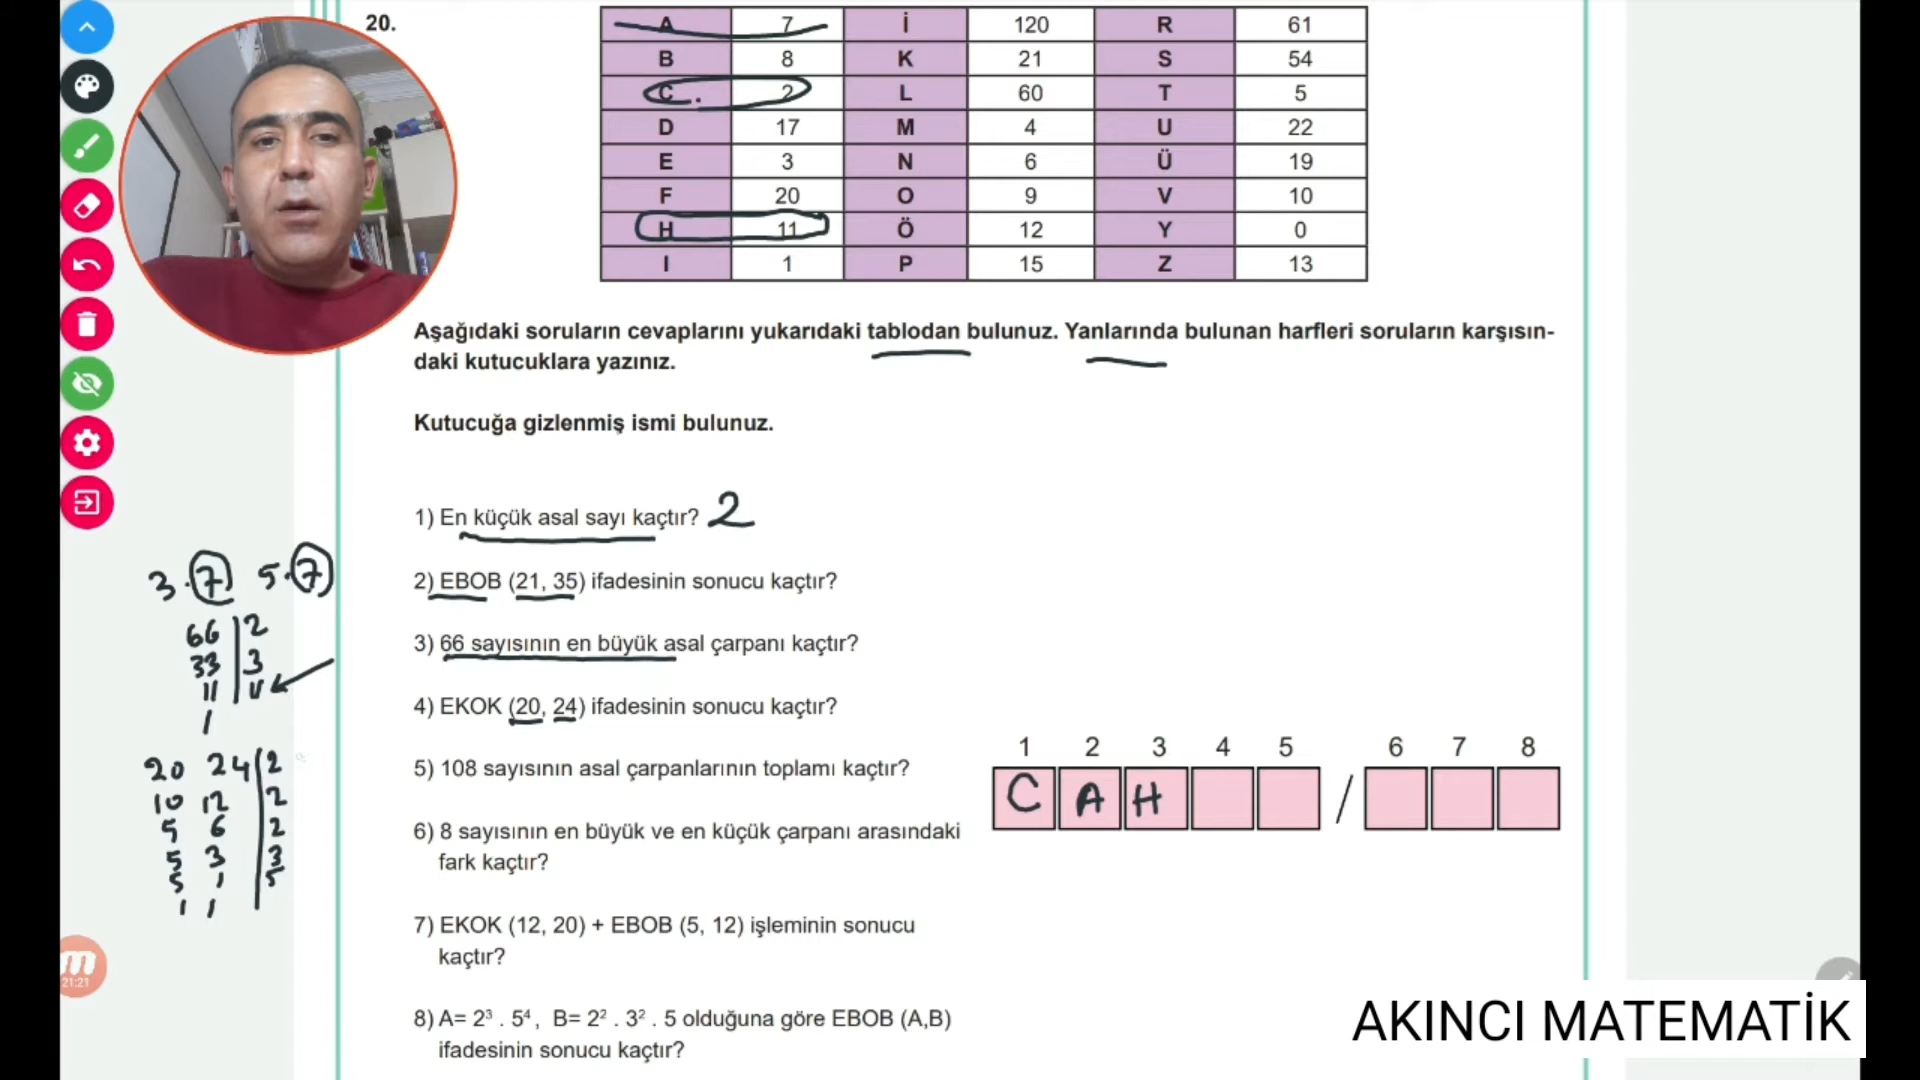 20.
A 7 İ 120 R 61
B 8 K 21 S 54
C 2 L 60 T 5
D 17 M 4 U 22
E 3 N 6 Ü 19
F 20 O 9 V 10
H 11 Ö 12 Y 0
I 1 P 15 Z 13
Aşağıdaki soruların cevaplarını yukarıdaki tablodan bulunuz. Yanlarında bulunan harfleri soruların karşısın-
daki kutucuklara yazınız.
Kutucuğa gizlenmiş ismi bulunuz.
1) En küçük asal sayı kaçtır? 2
2) EBOB (21, 35) ifadesinin sonucu kaçtır?
3) 66 sayısının en büyük asal çarpanı kaçtır?
4) EKOK (20, 24) ifadesinin sonucu kaçtır?
5) 108 sayısının asal çarpanlarının toplamı kaçtır?
6) 8 sayısının en büyük ve en küçük çarpanı arasındaki
fark kaçtır?
7) EKOK (12, 20) + EBOB (5, 12) işleminin sonucu
kaçtır?
8) A= 2³ . 5⁴ , B= 2² . 3² . 5 olduğuna göre EBOB (A,B)
ifadesinin sonucu kaçtır?
3.7 5.7
66 2
33 3
11 11
1
20 24 2
10 12 2
5 6 2
5 3 3
5 1 5
1 1
1 2 3 4 5 6 7 8
C A H /
m
21:21
AKINCI MATEMATİK